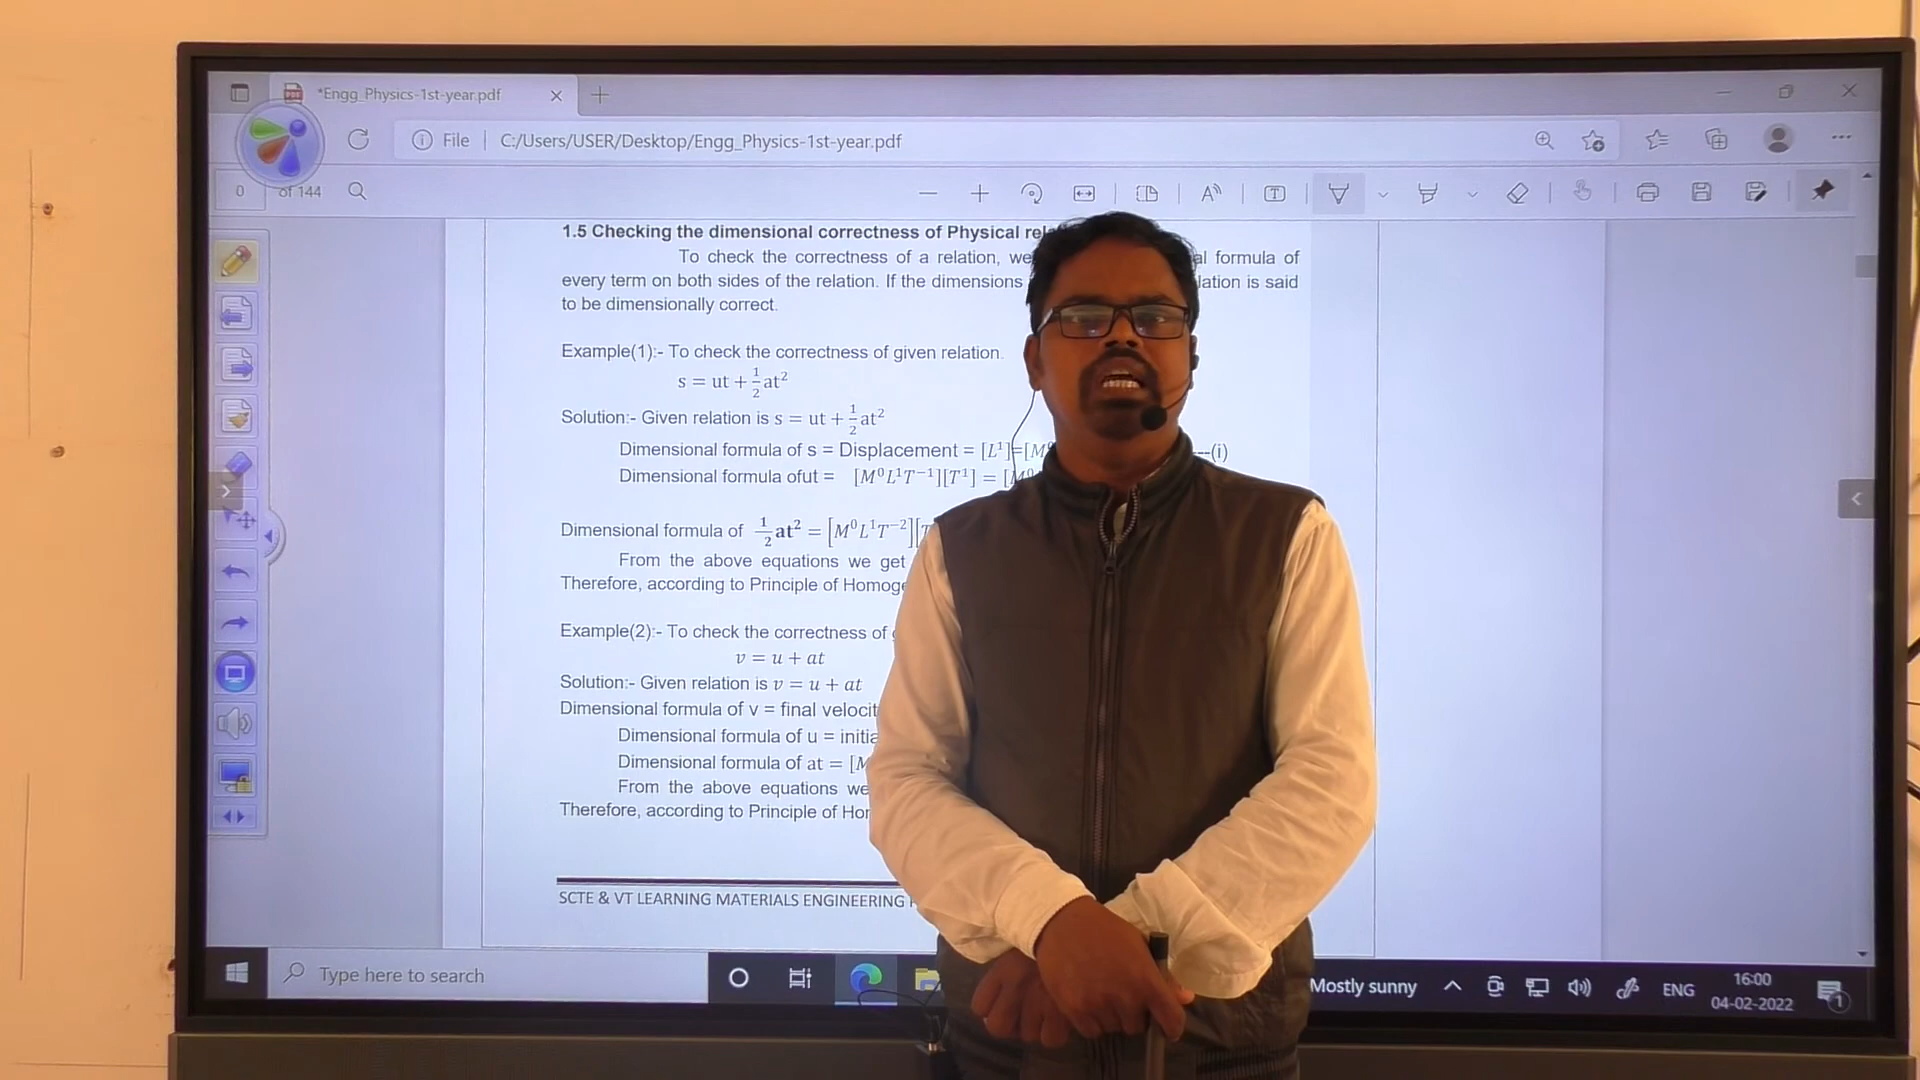 *Engg_Physics-1st-year.pdf
File C:/Users/USER/Desktop/Engg_Physics-1st-year.pdf
0 of 144
1.5 Checking the dimensional correctness of Physical
To check the correctness of a relation, we al formula of
every term on both sides of the relation. If the dimensions lation is said
to be dimensionally correct.
Example(1):- To check the correctness of given relation.
s = ut + 1/2 at²
Solution:- Given relation is s = ut + 1/2 at²
Dimensional formula of s = Displacement = [L¹]=[M⁰ --(i)
Dimensional formula ofut = [M⁰L¹T⁻¹][T¹] = [M⁰
Dimensional formula of 1/2 at² = [M⁰L¹T⁻²][T
From the above equations we get
Therefore, according to Principle of Homoge
Example(2):- To check the correctness of
v = u + at
Solution:- Given relation is v = u + at
Dimensional formula of v = final velocit
Dimensional formula of u = initia
Dimensional formula of at = [M
From the above equations we
Therefore, according to Principle of Hor
SCTE & VT LEARNING MATERIALS ENGINEERING
Type here to search
Mostly sunny
ENG
16:00
04-02-2022
1